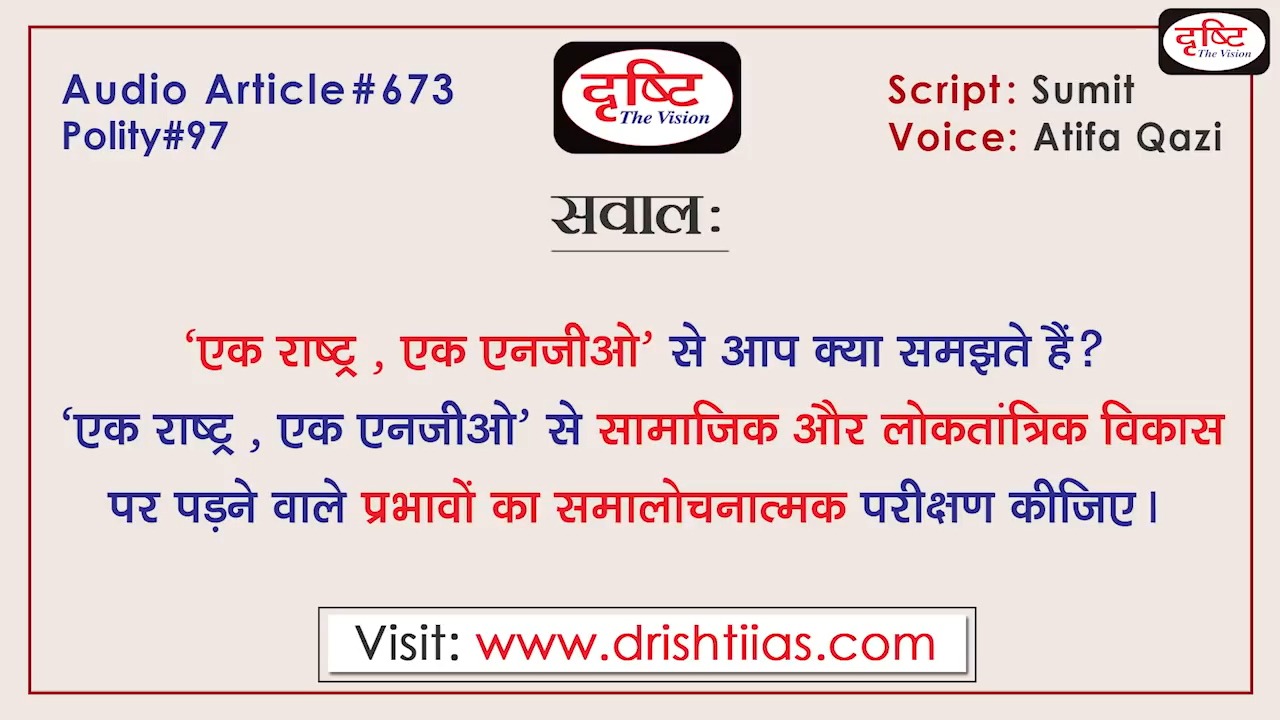 दृष्टि
The Vision
Audio Article#673
Polity#97
दृष्टि
The Vision
Script: Sumit
Voice: Atifa Qazi
सवाल:
‘एक राष्ट्र , एक एनजीओ’ से आप क्या समझते हैं?
‘एक राष्ट्र , एक एनजीओ’ से सामाजिक और लोकतांत्रिक विकास
पर पड़ने वाले प्रभावों का समालोचनात्मक परीक्षण कीजिए।
Visit: www.drishtiias.com